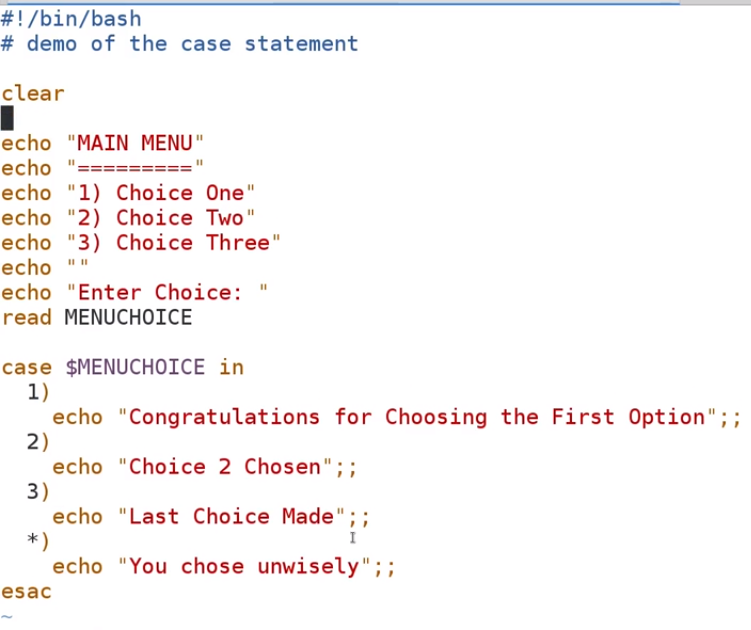 #!/bin/bash
# demo of the case statement
clear
echo "MAIN MENU"
echo "========="
echo "1) Choice One"
echo "2) Choice Two"
echo "3) Choice Three"
echo ""
echo "Enter Choice: "
read MENUCHOICE
case $MENUCHOICE in
  1)
    echo "Congratulations for Choosing the First Option";;
  2)
    echo "Choice 2 Chosen";;
  3)
    echo "Last Choice Made";;
  *)
    echo "You chose unwisely";;
esac
~